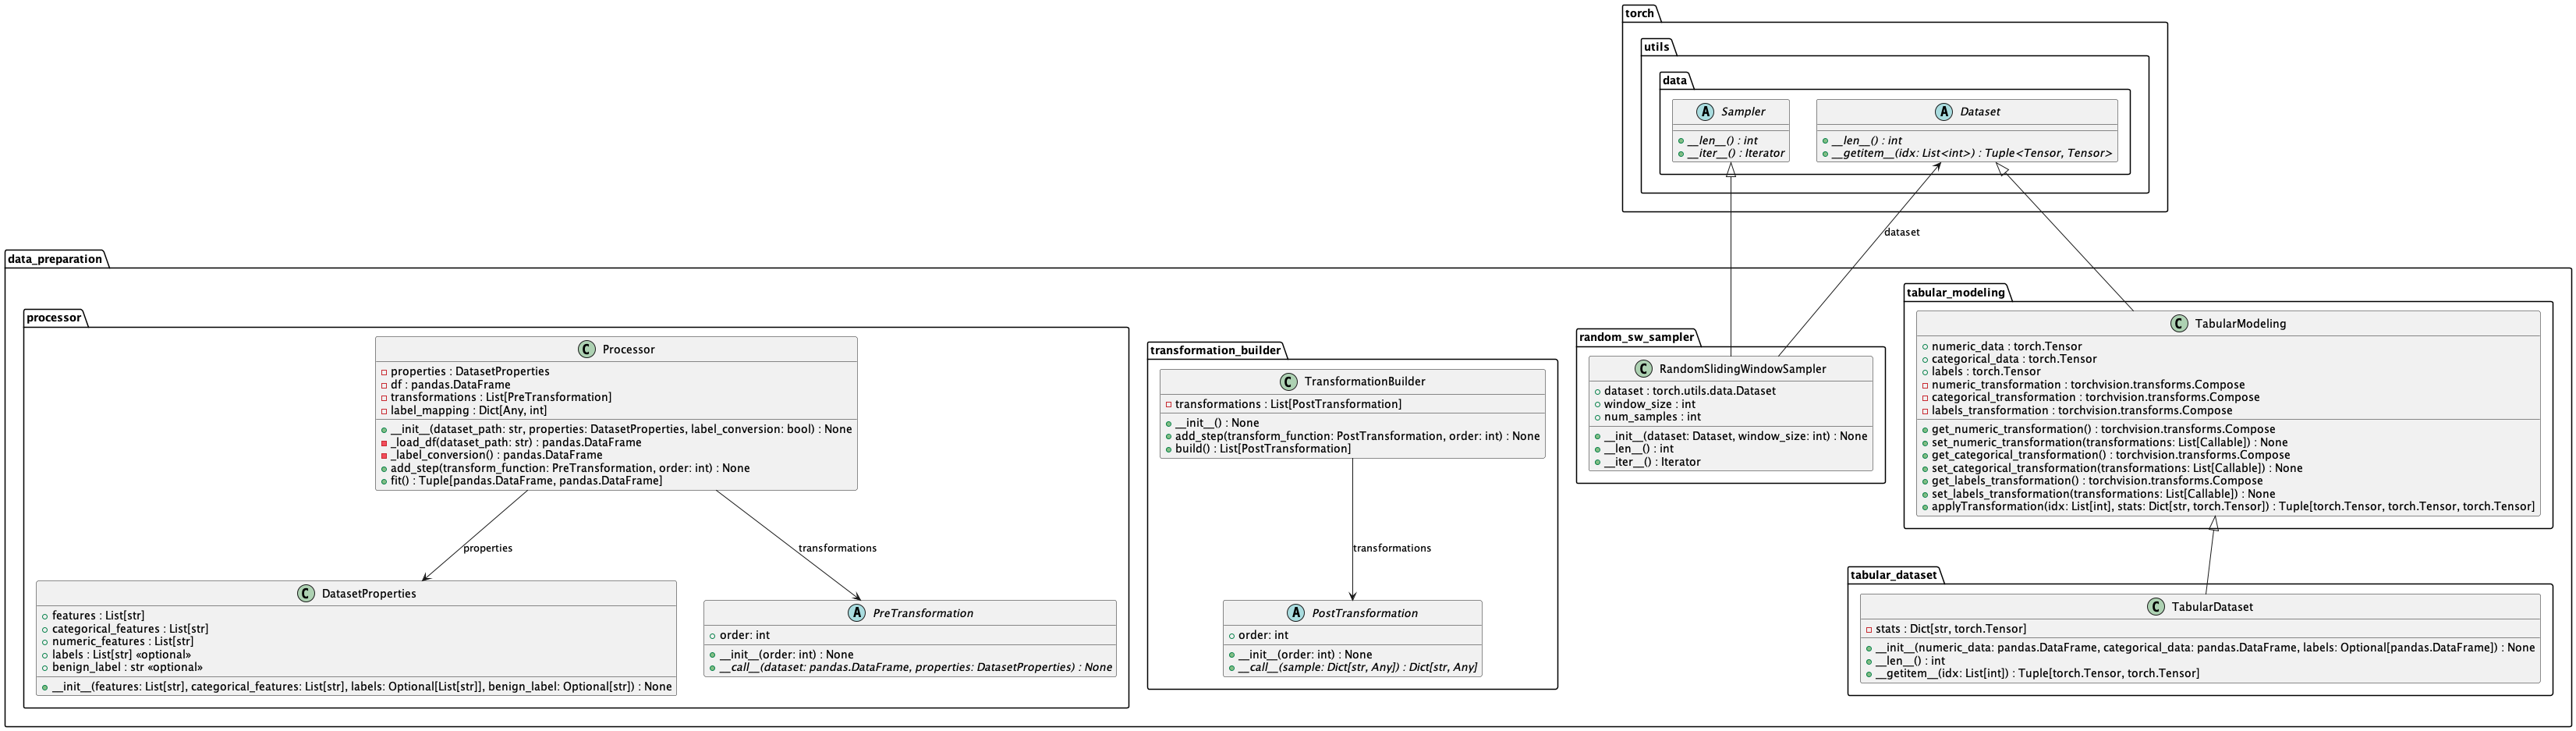 torch
utils
data
A Sampler
__len__() : int
__iter__() : Iterator
A Dataset
__len__() : int
__getitem__(idx: List<int>) : Tuple<Tensor, Tensor>
dataset
data_preparation
processor
C Processor
properties : DatasetProperties
df : pandas.DataFrame
transformations : List[PreTransformation]
label_mapping : Dict[Any, int]
__init__(dataset_path: str, properties: DatasetProperties, label_conversion: bool) : None
_load_df(dataset_path: str) : pandas.DataFrame
_label_conversion() : pandas.DataFrame
add_step(transform_function: PreTransformation, order: int) : None
fit() : Tuple[pandas.DataFrame, pandas.DataFrame]
properties
transformations
C DatasetProperties
features : List[str]
categorical_features : List[str]
numeric_features : List[str]
labels : List[str] «optional»
benign_label : str «optional»
__init__(features: List[str], categorical_features: List[str], labels: Optional[List[str]], benign_label: Optional[str]) : None
A PreTransformation
order: int
__init__(order: int) : None
__call__(dataset: pandas.DataFrame, properties: DatasetProperties) : None
transformation_builder
C TransformationBuilder
transformations : List[PostTransformation]
__init__() : None
add_step(transform_function: PostTransformation, order: int) : None
build() : List[PostTransformation]
transformations
A PostTransformation
order: int
__init__(order: int) : None
__call__(sample: Dict[str, Any]) : Dict[str, Any]
random_sw_sampler
C RandomSlidingWindowSampler
dataset : torch.utils.data.Dataset
window_size : int
num_samples : int
__init__(dataset: Dataset, window_size: int) : None
__len__() : int
__iter__() : Iterator
tabular_modeling
C TabularModeling
numeric_data : torch.Tensor
categorical_data : torch.Tensor
labels : torch.Tensor
numeric_transformation : torchvision.transforms.Compose
categorical_transformation : torchvision.transforms.Compose
labels_transformation : torchvision.transforms.Compose
get_numeric_transformation() : torchvision.transforms.Compose
set_numeric_transformation(transformations: List[Callable]) : None
get_categorical_transformation() : torchvision.transforms.Compose
set_categorical_transformation(transformations: List[Callable]) : None
get_labels_transformation() : torchvision.transforms.Compose
set_labels_transformation(transformations: List[Callable]) : None
applyTransformation(idx: List[int], stats: Dict[str, torch.Tensor]) : Tuple[torch.Tensor, torch.Tensor, torch.Tensor]
tabular_dataset
C TabularDataset
stats : Dict[str, torch.Tensor]
__init__(numeric_data: pandas.DataFrame, categorical_data: pandas.DataFrame, labels: Optional[pandas.DataFrame]) : None
__len__() : int
__getitem__(idx: List[int]) : Tuple[torch.Tensor, torch.Tensor]